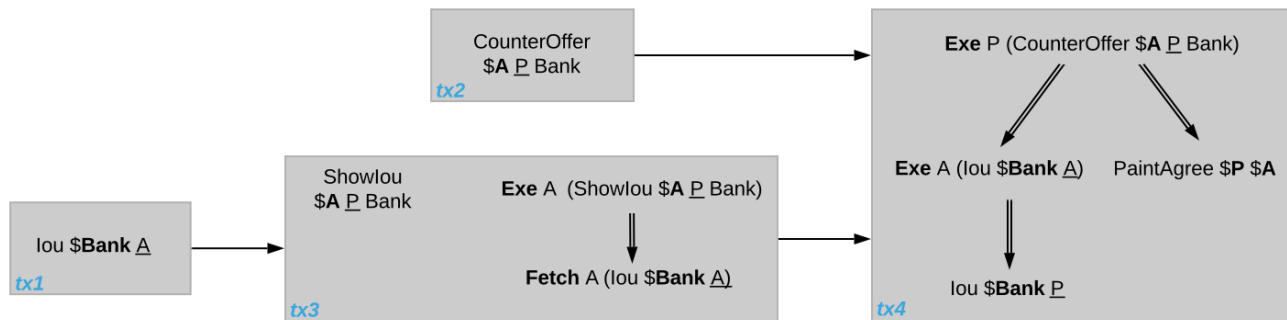 CounterOffer
$A P Bank
tx2
Exe P (CounterOffer $A P Bank)
Exe A (Iou $Bank A)
PaintAgree $P $A
Iou $Bank P
tx4
ShowIou
$A P Bank
Exe A (ShowIou $A P Bank)
Fetch A (Iou $Bank A)
tx3
Iou $Bank A
tx1